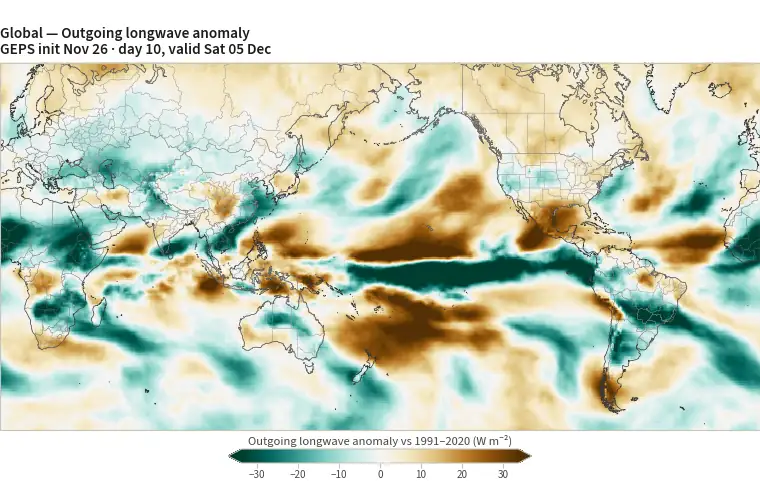 Global — Outgoing longwave anomaly
GEPS init Nov 26 · day 10, valid Sat 05 Dec
Outgoing longwave anomaly vs 1991–2020 (W m⁻²)
−30 −20 −10 0 10 20 30